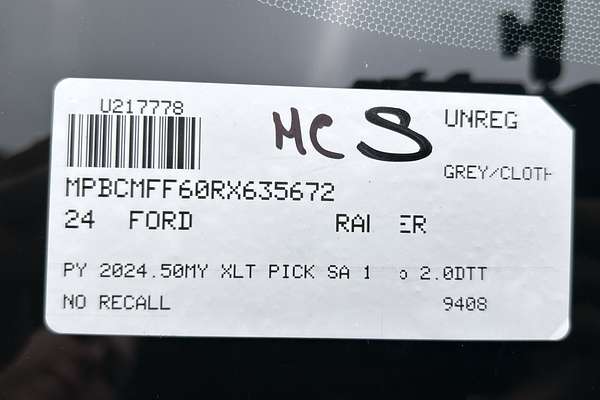 U217778
MC S
UNREG
GREY/CLOTH
MPBCMFF60RX635672
24 FORD
PY 2024.50MY XLT PICK SA 1 2.0DTT
NO RECALL 9408